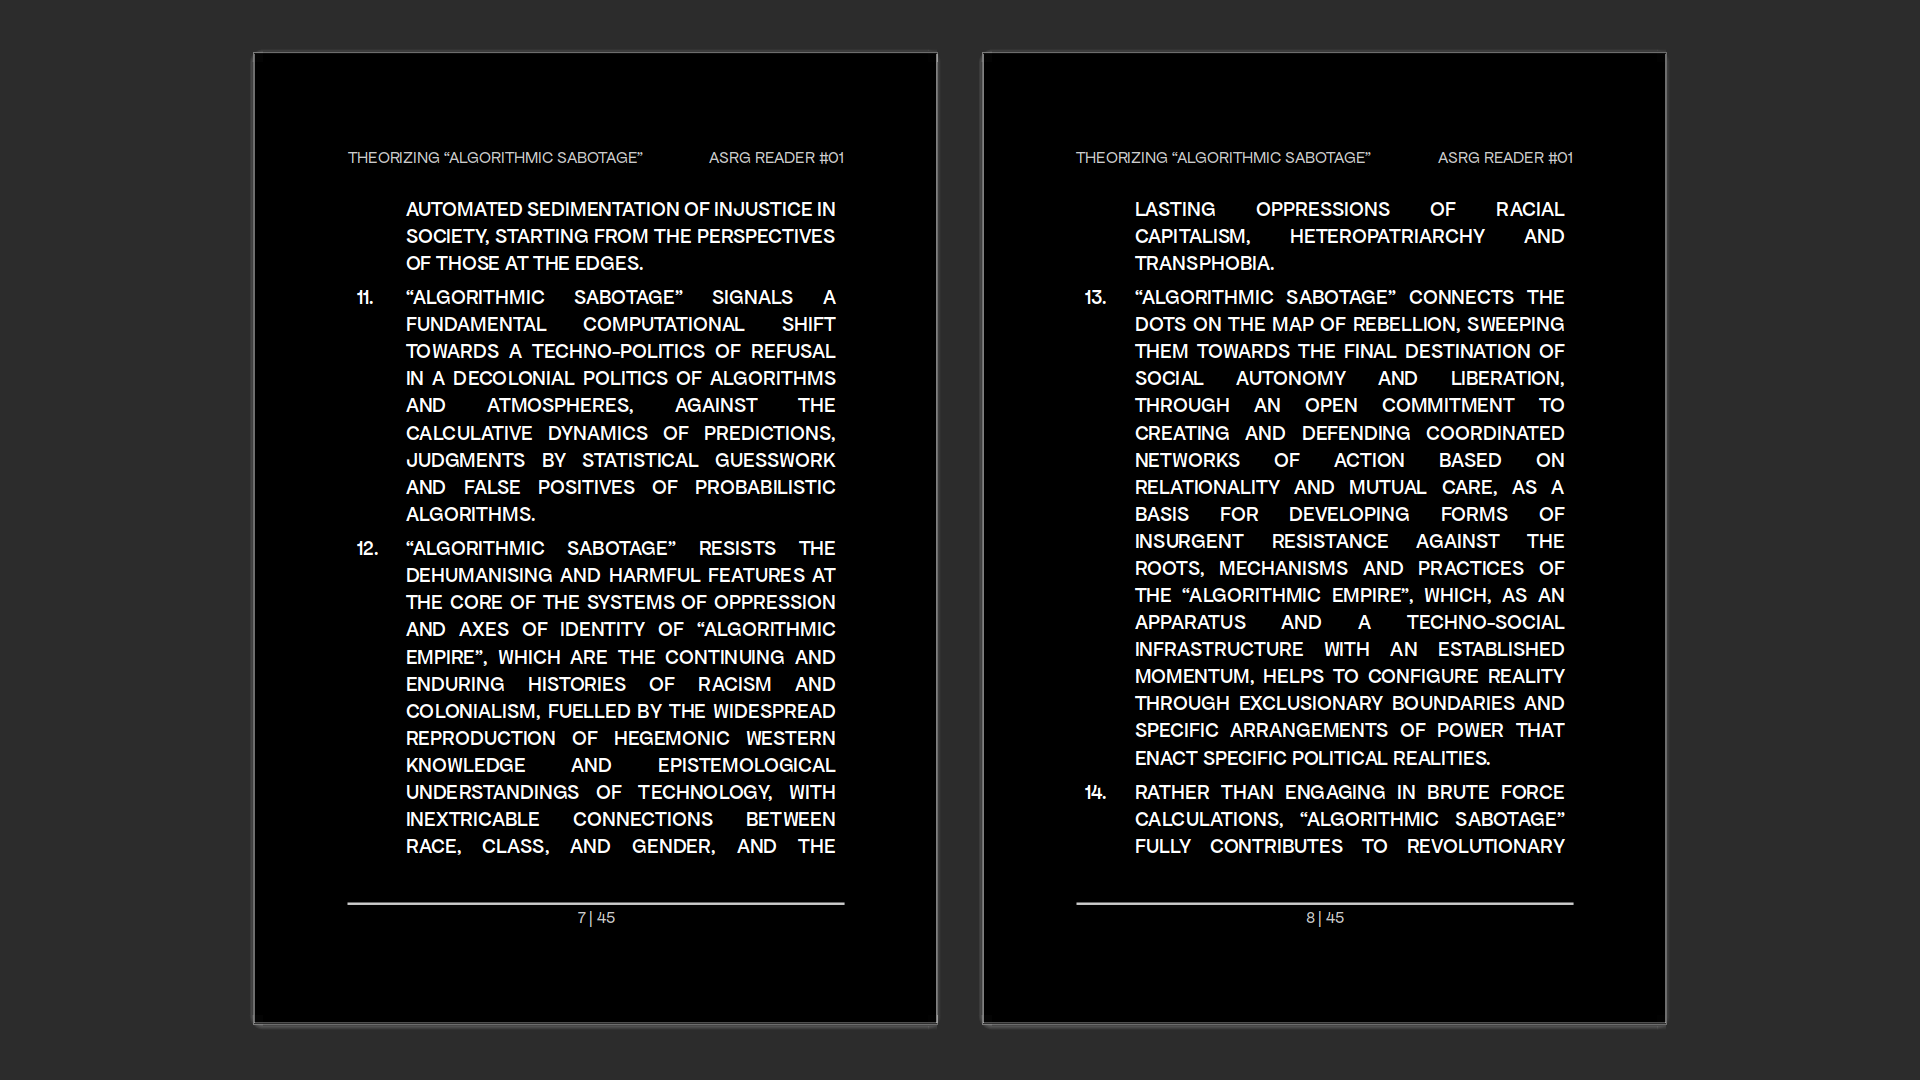 THEORIZING “ALGORITHMIC SABOTAGE” ASRG READER #01
AUTOMATED SEDIMENTATION OF INJUSTICE IN
SOCIETY, STARTING FROM THE PERSPECTIVES
OF THOSE AT THE EDGES.
11. “ALGORITHMIC SABOTAGE” SIGNALS A
FUNDAMENTAL COMPUTATIONAL SHIFT
TOWARDS A TECHNO-POLITICS OF REFUSAL
IN A DECOLONIAL POLITICS OF ALGORITHMS
AND ATMOSPHERES, AGAINST THE
CALCULATIVE DYNAMICS OF PREDICTIONS,
JUDGMENTS BY STATISTICAL GUESSWORK
AND FALSE POSITIVES OF PROBABILISTIC
ALGORITHMS.
12. “ALGORITHMIC SABOTAGE” RESISTS THE
DEHUMANISING AND HARMFUL FEATURES AT
THE CORE OF THE SYSTEMS OF OPPRESSION
AND AXES OF IDENTITY OF “ALGORITHMIC
EMPIRE”, WHICH ARE THE CONTINUING AND
ENDURING HISTORIES OF RACISM AND
COLONIALISM, FUELLED BY THE WIDESPREAD
REPRODUCTION OF HEGEMONIC WESTERN
KNOWLEDGE AND EPISTEMOLOGICAL
UNDERSTANDINGS OF TECHNOLOGY, WITH
INEXTRICABLE CONNECTIONS BETWEEN
RACE, CLASS, AND GENDER, AND THE
7 | 45
THEORIZING “ALGORITHMIC SABOTAGE” ASRG READER #01
LASTING OPPRESSIONS OF RACIAL
CAPITALISM, HETEROPATRIARCHY AND
TRANSPHOBIA.
13. “ALGORITHMIC SABOTAGE” CONNECTS THE
DOTS ON THE MAP OF REBELLION, SWEEPING
THEM TOWARDS THE FINAL DESTINATION OF
SOCIAL AUTONOMY AND LIBERATION,
THROUGH AN OPEN COMMITMENT TO
CREATING AND DEFENDING COORDINATED
NETWORKS OF ACTION BASED ON
RELATIONALITY AND MUTUAL CARE, AS A
BASIS FOR DEVELOPING FORMS OF
INSURGENT RESISTANCE AGAINST THE
ROOTS, MECHANISMS AND PRACTICES OF
THE “ALGORITHMIC EMPIRE”, WHICH, AS AN
APPARATUS AND A TECHNO-SOCIAL
INFRASTRUCTURE WITH AN ESTABLISHED
MOMENTUM, HELPS TO CONFIGURE REALITY
THROUGH EXCLUSIONARY BOUNDARIES AND
SPECIFIC ARRANGEMENTS OF POWER THAT
ENACT SPECIFIC POLITICAL REALITIES.
14. RATHER THAN ENGAGING IN BRUTE FORCE
CALCULATIONS, “ALGORITHMIC SABOTAGE”
FULLY CONTRIBUTES TO REVOLUTIONARY
8 | 45